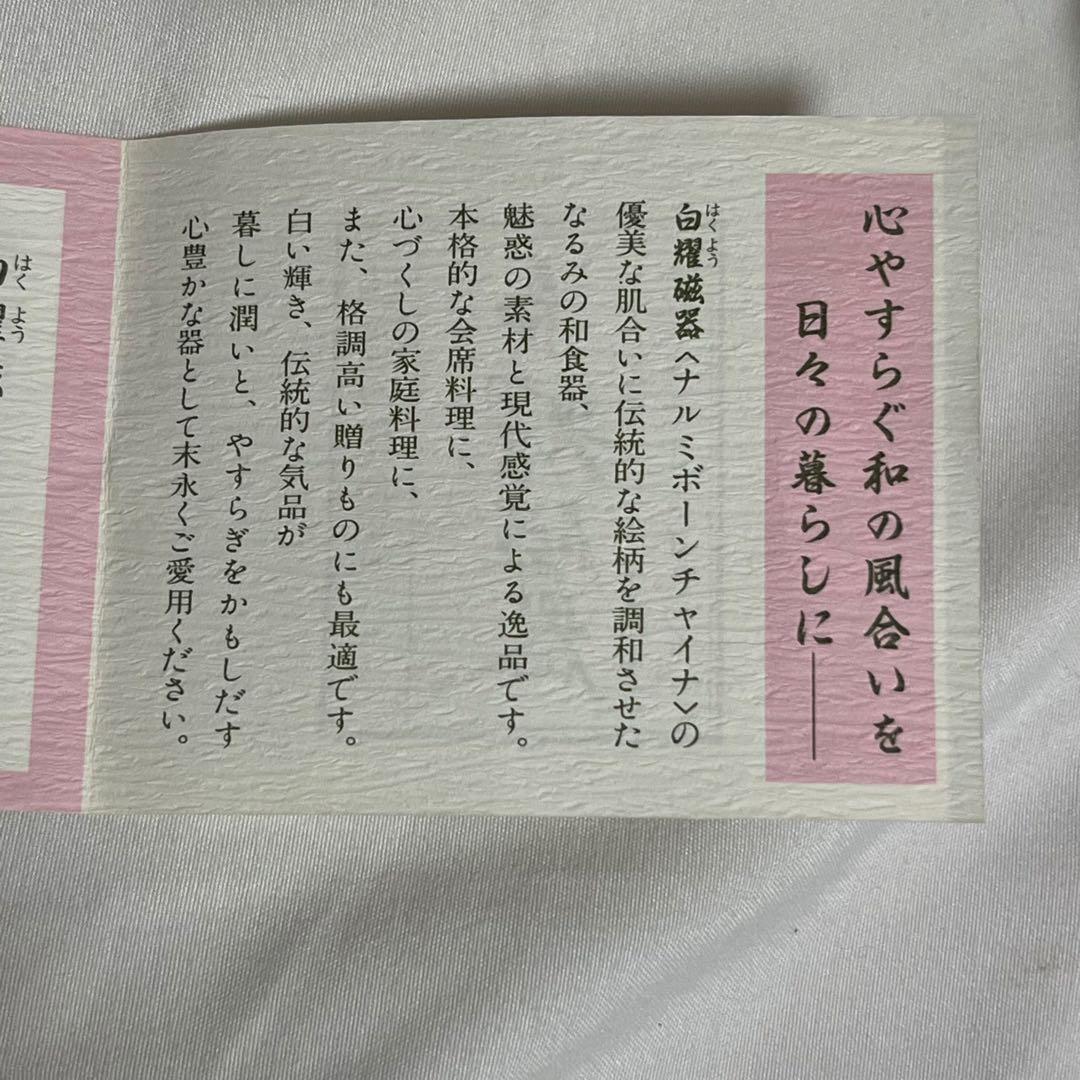 心やすらぐ和の風合いを
日々の暮らしに――
白耀磁器〈ナルミボーンチャイナ〉の
はくよう
優美な肌合いに伝統的な絵柄を調和させた
なるみの和食器、
魅惑の素材と現代感覚による逸品です。
本格的な会席料理に、
心づくしの家庭料理に、
また、格調高い贈りものにも最適です。
白い輝き、伝統的な気品が
暮しに潤いと、やすらぎをかもしだす
心豊かな器として末永くご愛用ください。
はくよう